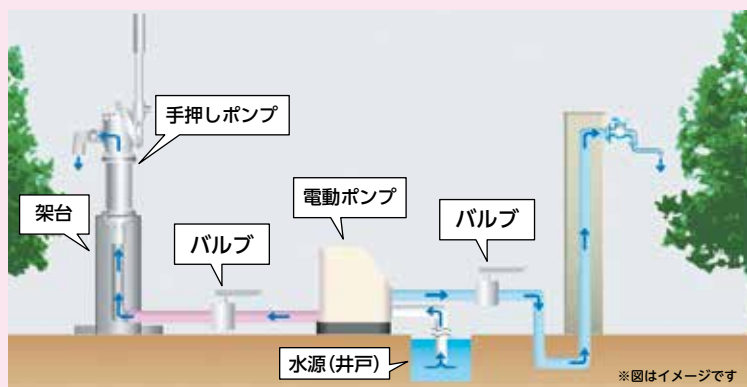 手押しポンプ
架台
バルブ
電動ポンプ
バルブ
水源(井戸)
※図はイメージです